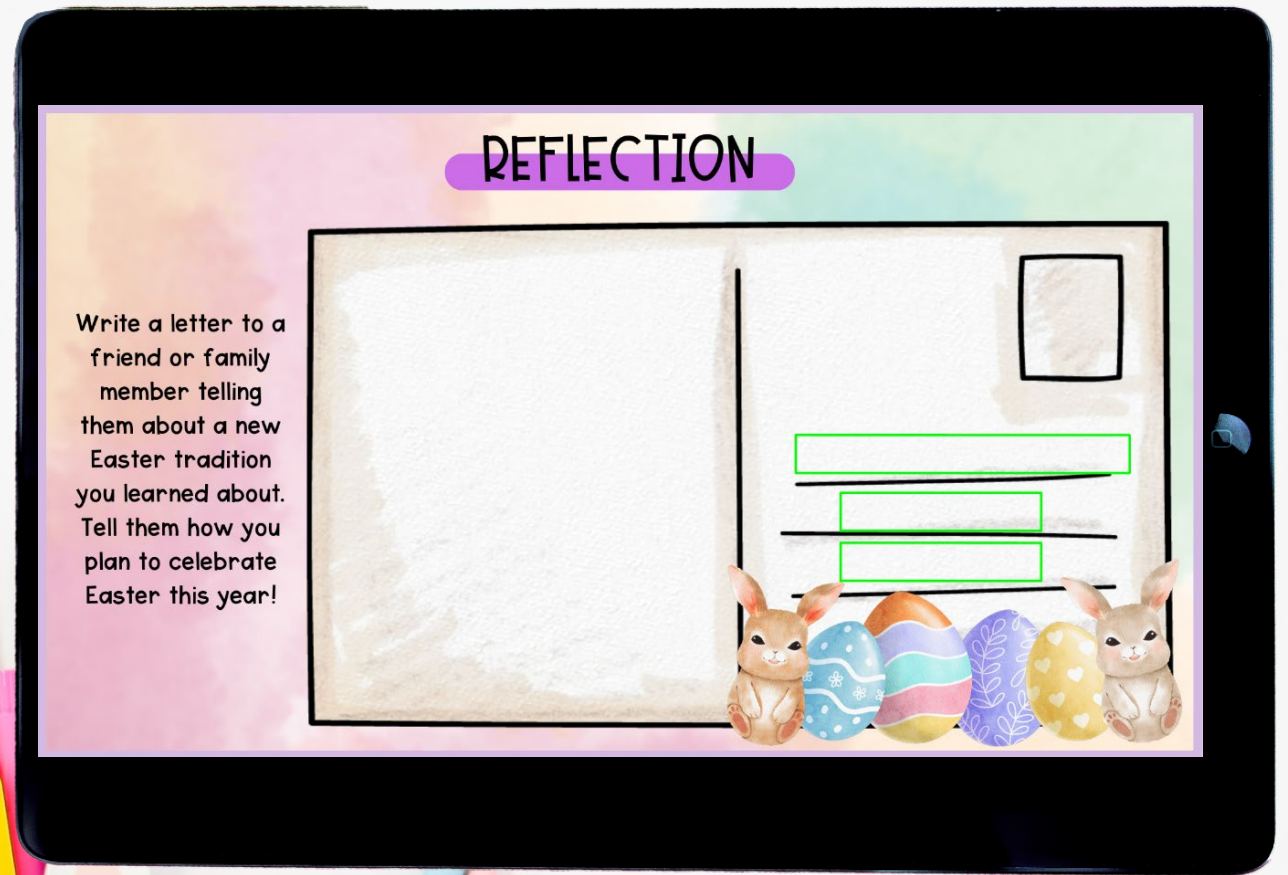 REFLECTION
Write a letter to a
friend or family
member telling
them about a new
Easter tradition
you learned about.
Tell them how you
plan to celebrate
Easter this year!